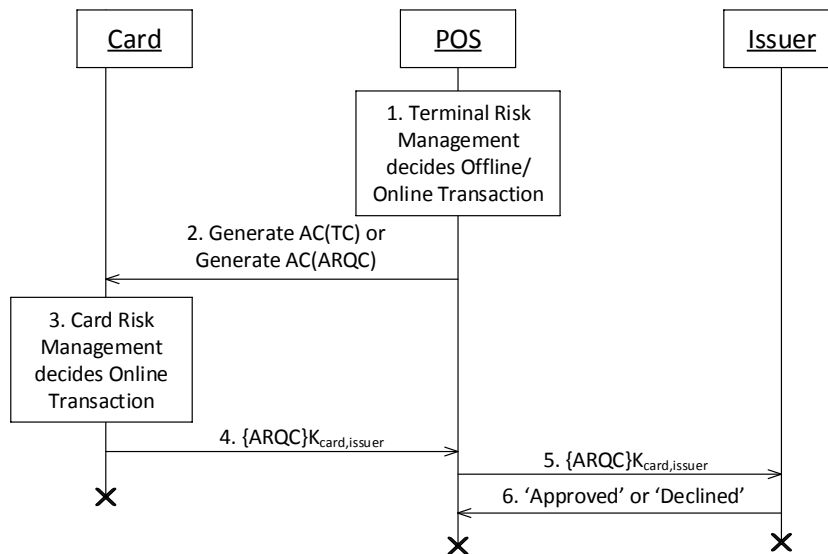 Card
POS
Issuer
1. Terminal Risk
Management
decides Offline/
Online Transaction
2. Generate AC(TC) or
Generate AC(ARQC)
3. Card Risk
Management
decides Online
Transaction
4. {ARQC}Kcard,issuer
5. {ARQC}Kcard,issuer
6. ‘Approved’ or ‘Declined’